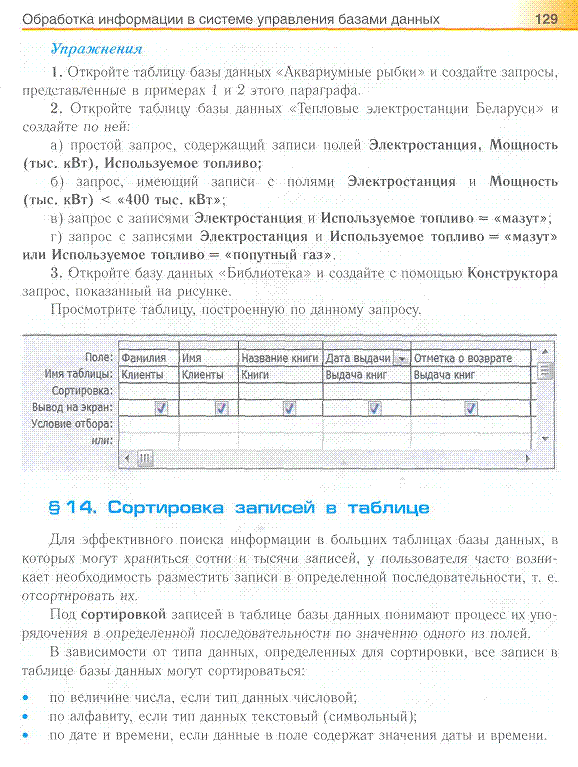 Обработка информации в системе управления базами данных 129
Упражнения
1. Откройте таблицу базы данных «Аквариумные рыбки» и создайте запросы,
представленные в примерах 1 и 2 этого параграфа.
2. Откройте таблицу базы данных «Тепловые электростанции Беларуси» и
создайте по ней:
а) простой запрос, содержащий записи полей Электростанция, Мощность
(тыс. кВт), Используемое топливо;
б) запрос, имеющий записи с полями Электростанция и Мощность
(тыс. кВт) < «400 тыс. кВт»;
в) запрос с записями Электростанция и Используемое топливо = «мазут»;
г) запрос с записями Электростанция и Используемое топливо = «мазут»
или Используемое топливо = «попутный газ».
3. Откройте базу данных «Библиотека» и создайте с помощью Конструктора
запрос, показанный на рисунке.
Просмотрите таблицу, построенную по данному запросу.
Поле: Фамилия Имя Название книги Дата выдачи Отметка о возврате
Имя таблицы: Клиенты Клиенты Книги Выдача книг Выдача книг
Сортировка:
Вывод на экран:
Условие отбора:
или:
§ 14. Сортировка записей в таблице
Для эффективного поиска информации в больших таблицах базы данных, в
которых могут храниться сотни и тысячи записей, у пользователя часто возни-
кает необходимость разместить записи в определенной последовательности, т. е.
отсортировать их.
Под сортировкой записей в таблице базы данных понимают процесс их упо-
рядочения в определенной последовательности по значению одного из полей.
В зависимости от типа данных, определенных для сортировки, все записи в
таблице базы данных могут сортироваться:
• по величине числа, если тип данных числовой;
• по алфавиту, если тип данных текстовый (символьный);
• по дате и времени, если данные в поле содержат значения даты и времени.